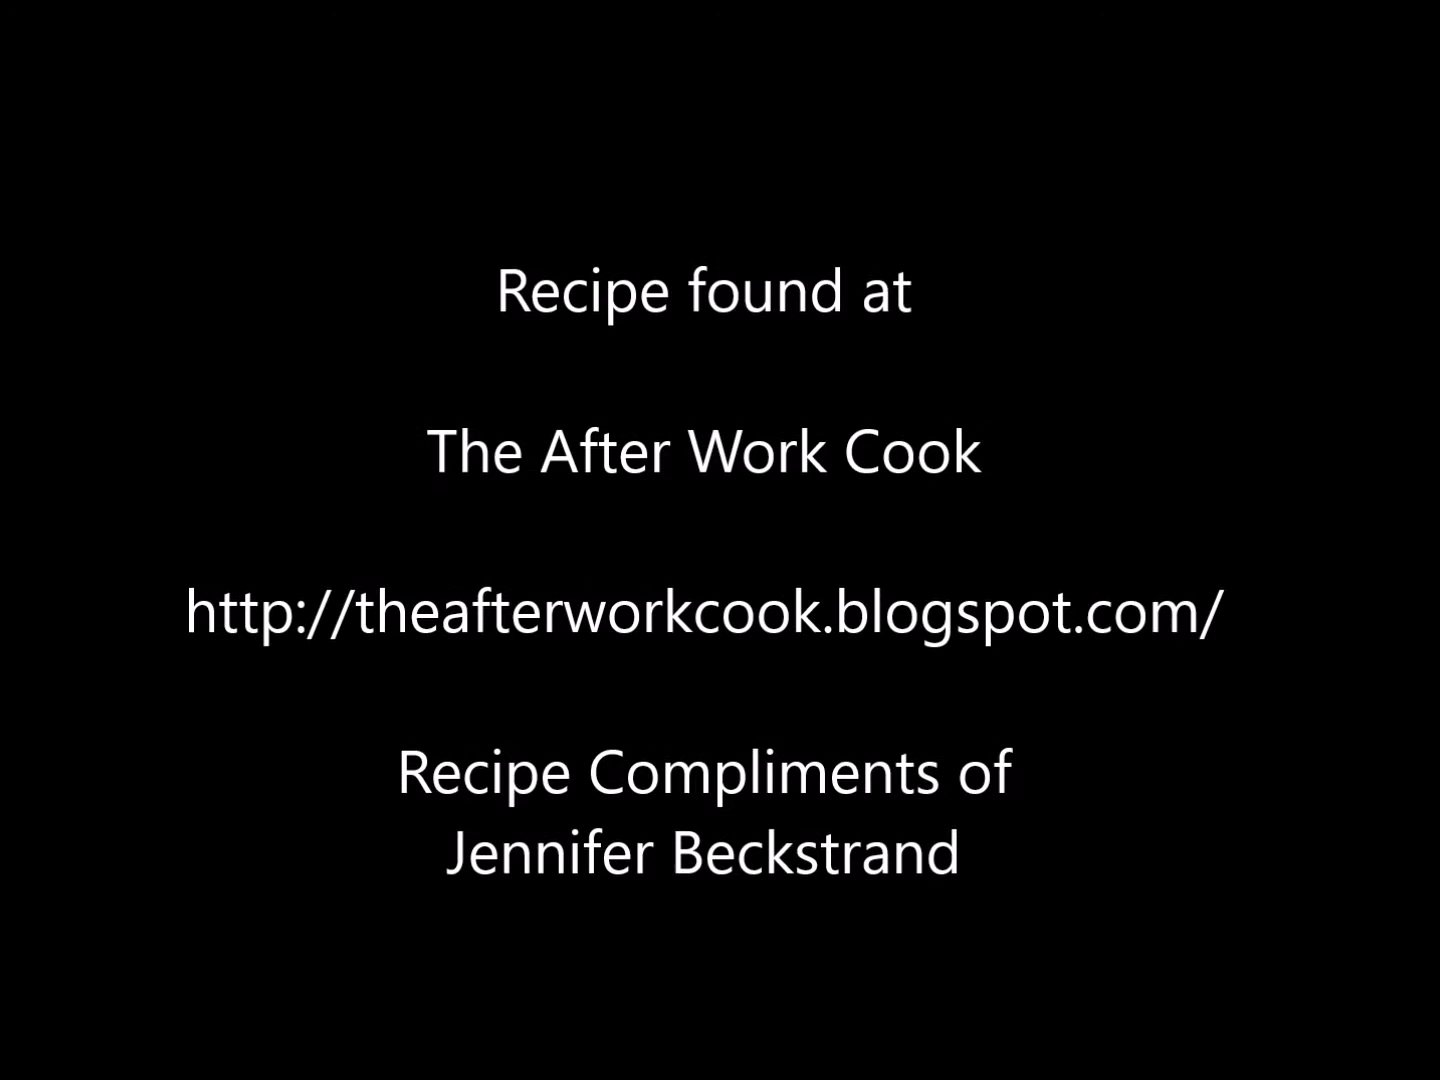 Recipe found at
The After Work Cook
http://theafterworkcook.blogspot.com/
Recipe Compliments of
Jennifer Beckstrand